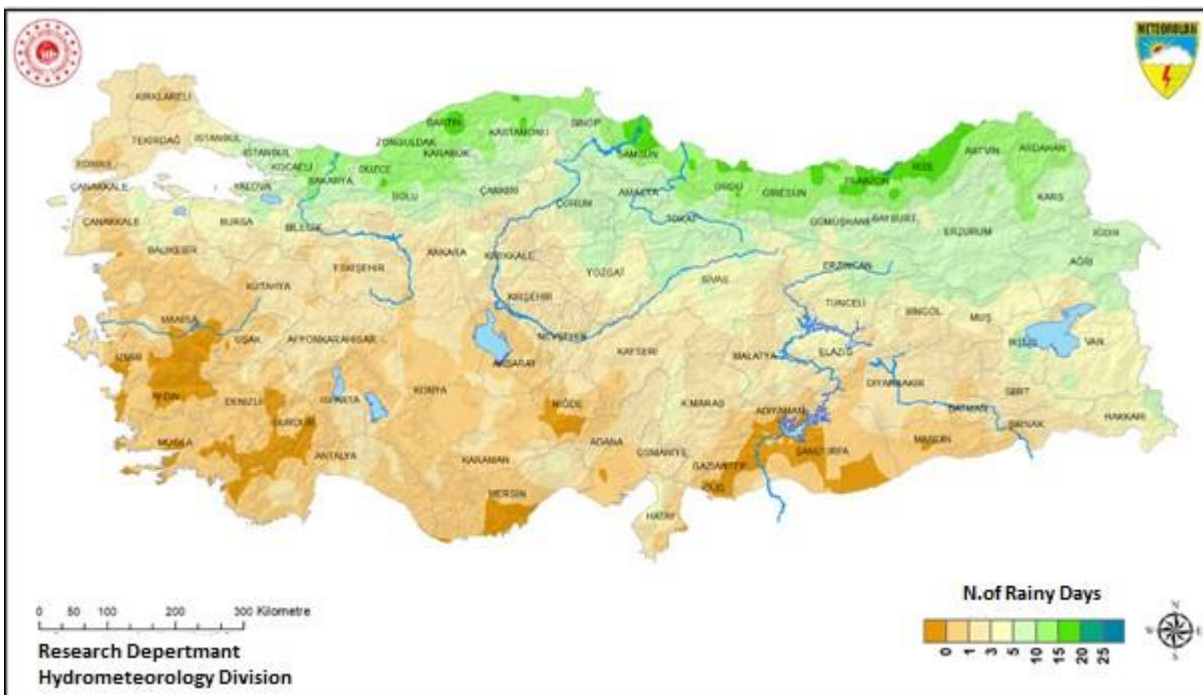 METEOROLOJİ
KIRKLARELİ
TEKİRDAĞ
İSTANBUL
EDİRNE
İSTANBUL
KOCAELİ
YALOVA
SAKARYA
DÜZCE
ZONGULDAK
BARTIN
KARABÜK
KASTAMONU
SİNOP
SAMSUN
ORDU
GİRESUN
TRABZON
RİZE
ARTVİN
ARDAHAN
KARS
ÇANAKKALE
ÇANAKKALE
BURSA
BİLECİK
BOLU
ÇANKIRI
ÇORUM
AMASYA
TOKAT
GÜMÜŞHANE
BAYBURT
ERZURUM
IĞDIR
AĞRI
BALIKESİR
KÜTAHYA
ESKİŞEHİR
ANKARA
KIRIKKALE
YOZGAT
SİVAS
ERZİNCAN
TUNCELİ
BİNGÖL
MUŞ
BİTLİS
VAN
MANİSA
UŞAK
AFYONKARAHİSAR
KIRŞEHİR
NEVŞEHİR
AKSARAY
KAYSERİ
MALATYA
ELAZIĞ
DİYARBAKIR
BATMAN
SİİRT
ŞIRNAK
HAKKARİ
İZMİR
AYDIN
DENİZLİ
BURDUR
ISPARTA
KONYA
NİĞDE
K.MARAŞ
ADIYAMAN
ŞANLIURFA
MARDİN
MUĞLA
ANTALYA
KARAMAN
MERSİN
ADANA
OSMANİYE
GAZİANTEP
KİLİS
HATAY
0 50 100 200 300 Kilometre
Research Depertmant
Hydrometeorology Division
N.of Rainy Days
0 1 3 5 10 15 20 25
N
W E
S